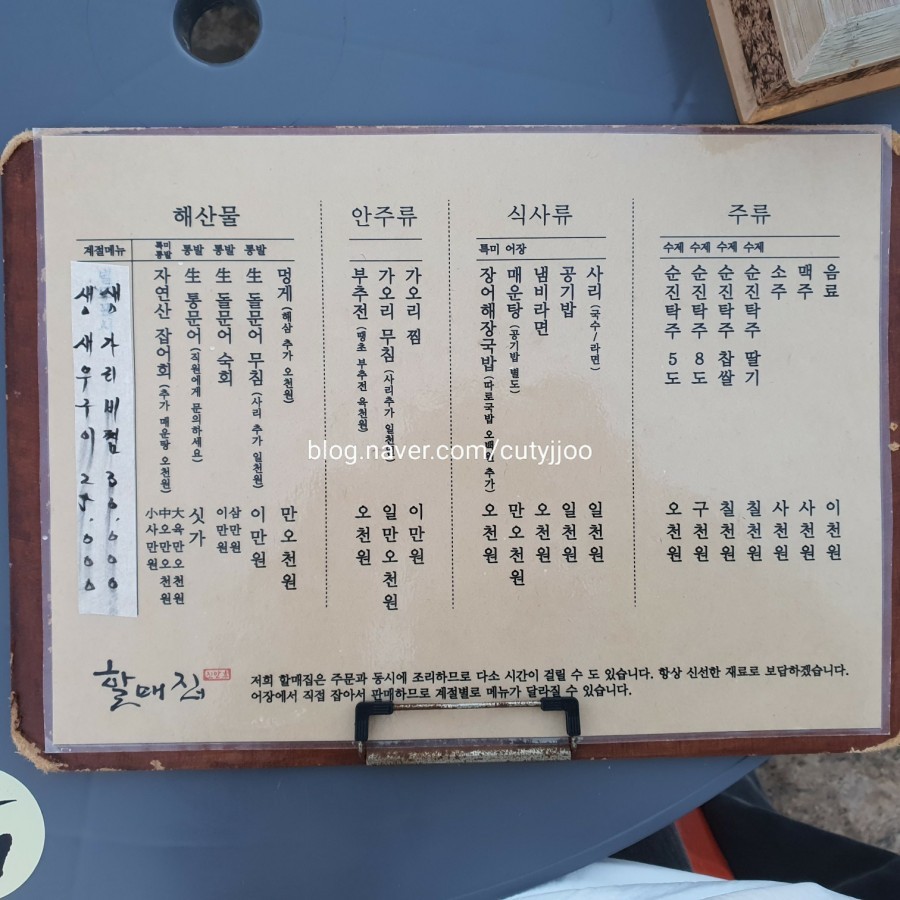 해산물
계절메뉴
생 새우구이 25,000
생 가리비찜 30,000
특미 통발
자연산 잡어회 (추가 매운탕 오천원)
小 사만원
中 오만오천원
大 육만오천원
통발
生 통문어 (직원에게 문의하세요) 싯가
통발
生 돌문어 숙회 이만원 삼만원
통발
生 돌문어 무침 (사리 추가 일천원) 이만원
멍게 (해삼 추가 오천원) 만오천원
안주류
부추전 (땡초 부추전 육천원) 오천원
가오리 무침 (사리추가 일천원) 일만오천원
가오리 찜 이만원
식사류
특미
장어해장국밥 (따로국밥 오백원 추가) 오천원
어장
매운탕 (공기밥 별도) 만오천원
냄비라면 오천원
공기밥 일천원
사리 (국수/라면) 일천원
주류
수제
순진탁주 5도 오천원
수제
순진탁주 8도 구천원
수제
순진탁주 찹쌀 칠천원
수제
순진탁주 딸기 칠천원
소주 사천원
맥주 사천원
음료 이천원
blog.naver.com/cutyjjoo
할매집
저희 할매집은 주문과 동시에 조리하므로 다소 시간이 걸릴 수 도 있습니다. 항상 신선한 재료로 보답하겠습니다.
어장에서 직접 잡아서 판매하므로 계절별로 메뉴가 달라질 수 있습니다.